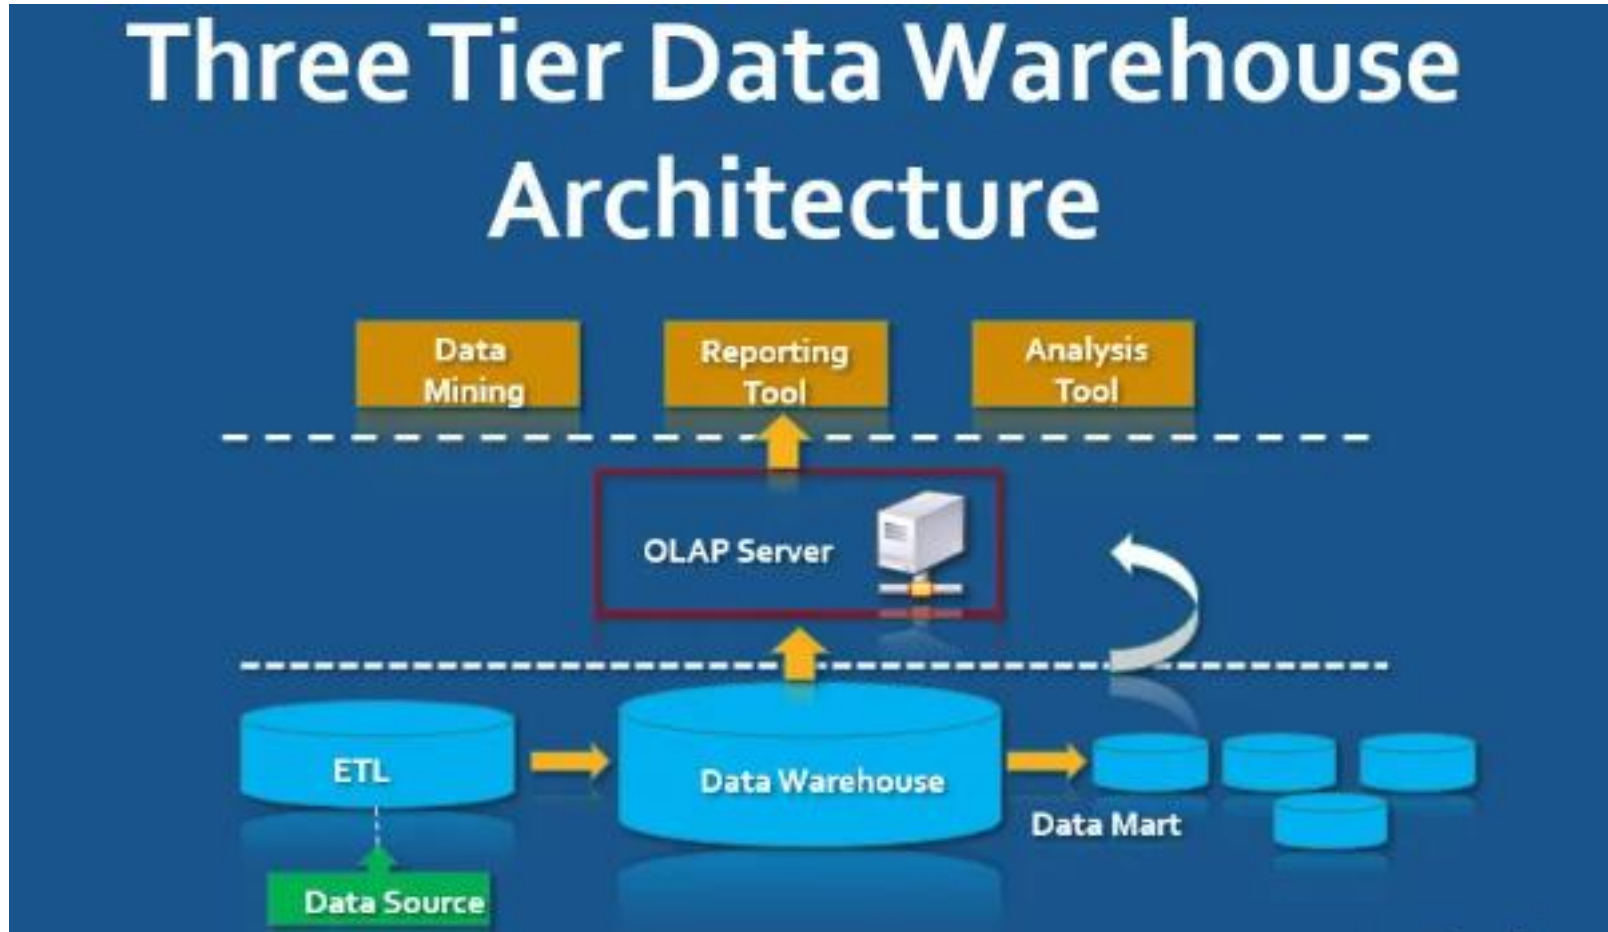 Three Tier Data Warehouse
Architecture
Data
Mining
Reporting
Tool
Analysis
Tool
OLAP Server
ETL
Data Warehouse
Data Mart
Data Source